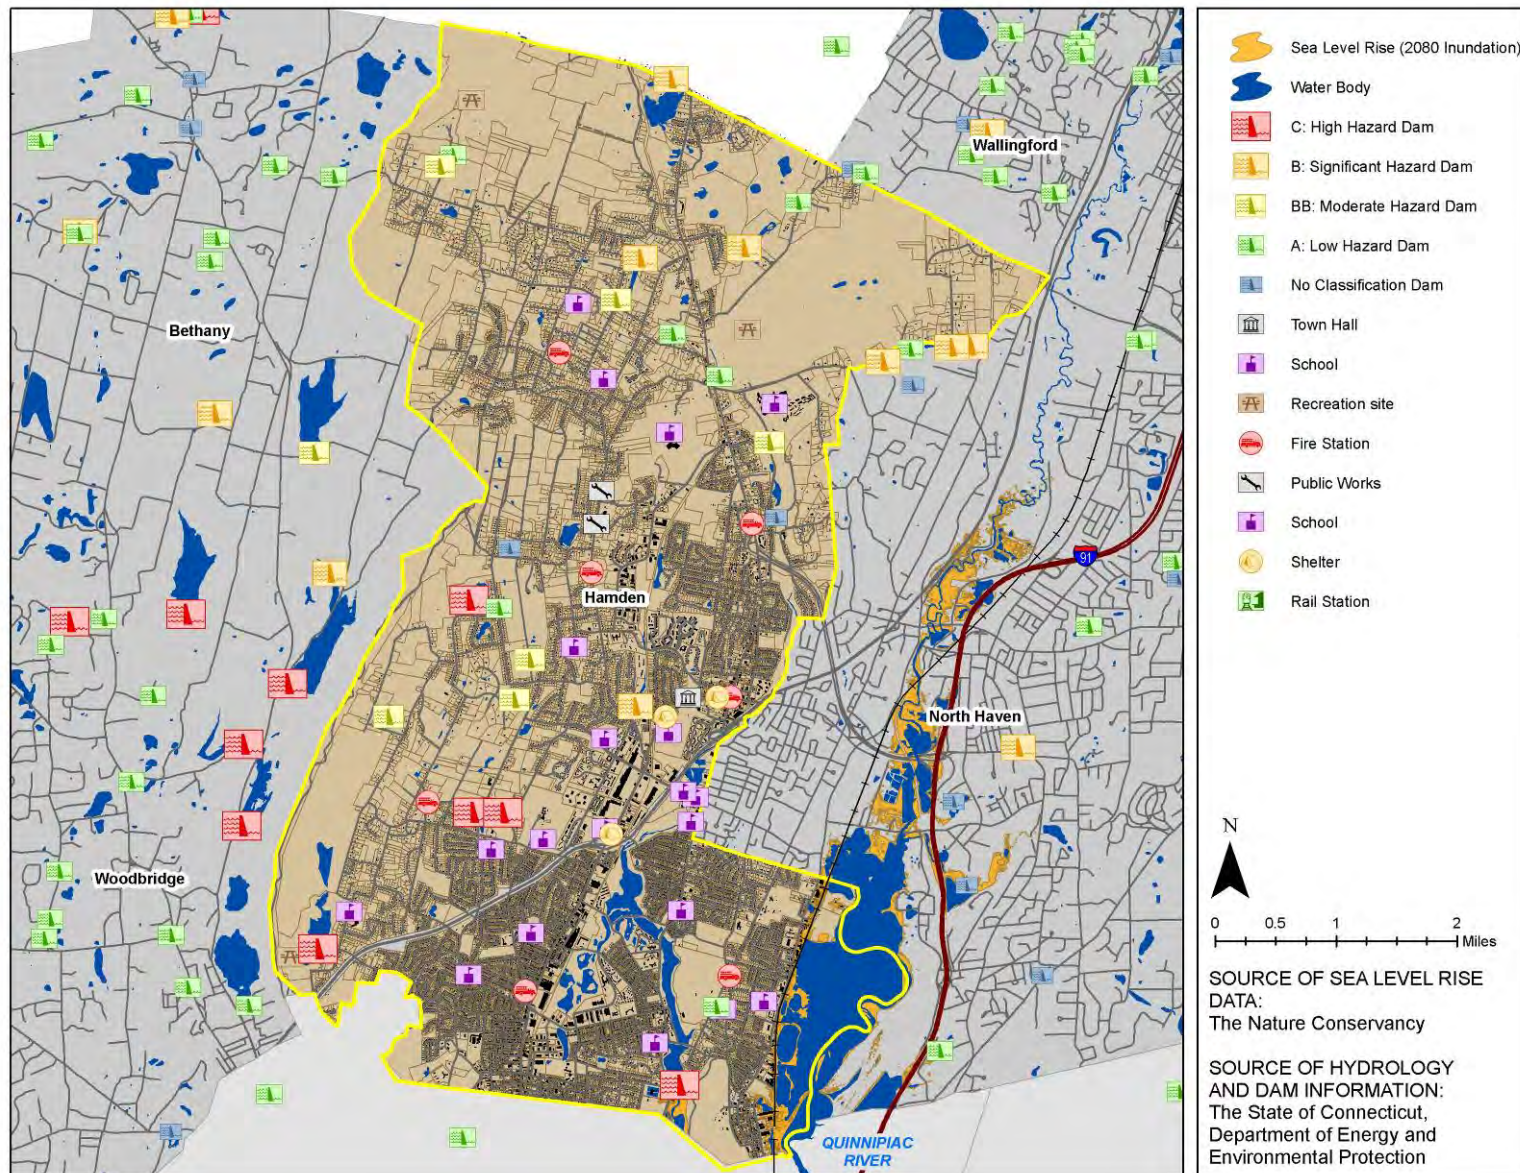 Wallingford
Bethany
Hamden
91
North Haven
Woodbridge
QUINNIPIAC
RIVER
Sea Level Rise (2080 Inundation)
Water Body
C: High Hazard Dam
B: Significant Hazard Dam
BB: Moderate Hazard Dam
A: Low Hazard Dam
No Classification Dam
Town Hall
School
Recreation site
Fire Station
Public Works
School
Shelter
Rail Station
N
0 0.5 1 2
Miles
SOURCE OF SEA LEVEL RISE
DATA:
The Nature Conservancy
SOURCE OF HYDROLOGY
AND DAM INFORMATION:
The State of Connecticut,
Department of Energy and
Environmental Protection